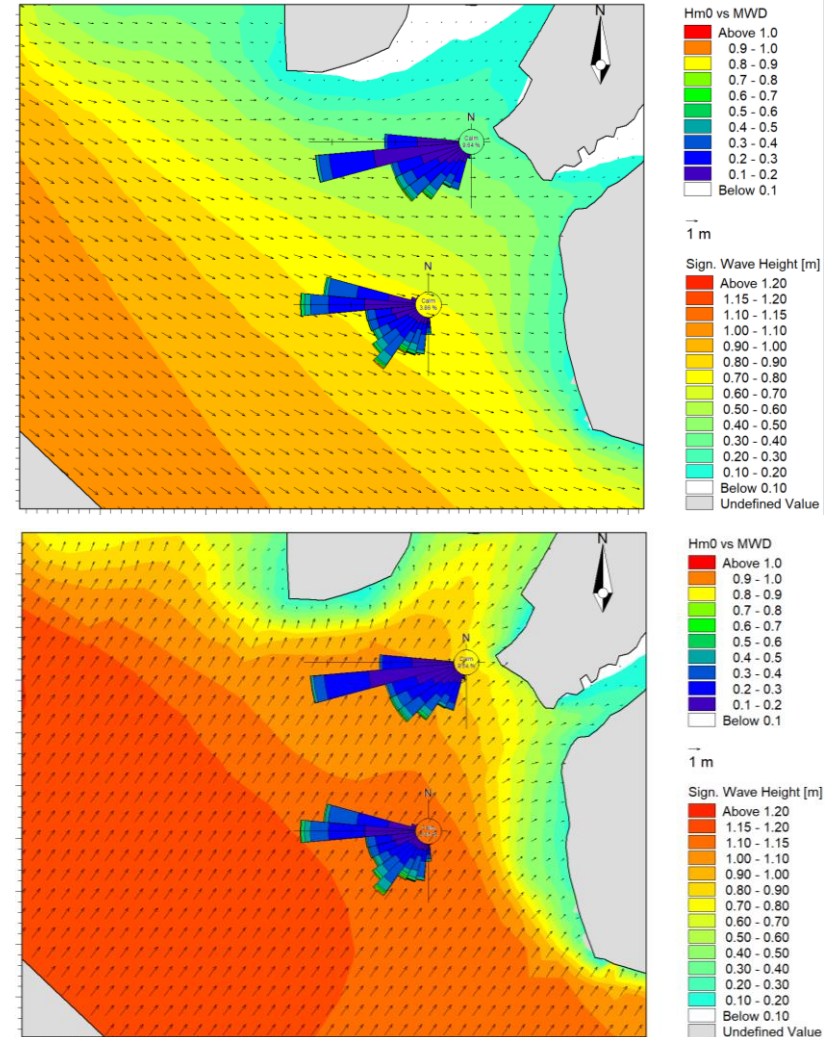 N
N
Calm
N
Calm
Hm0 vs MWD
Above 1.0
0.9 - 1.0
0.8 - 0.9
0.7 - 0.8
0.6 - 0.7
0.5 - 0.6
0.4 - 0.5
0.3 - 0.4
0.2 - 0.3
0.1 - 0.2
Below 0.1
1 m
Sign. Wave Height [m]
Above 1.20
1.15 - 1.20
1.10 - 1.15
1.00 - 1.10
0.90 - 1.00
0.80 - 0.90
0.70 - 0.80
0.60 - 0.70
0.50 - 0.60
0.40 - 0.50
0.30 - 0.40
0.20 - 0.30
0.10 - 0.20
Below 0.10
Undefined Value
N
N
Calm
N
Hm0 vs MWD
Above 1.0
0.9 - 1.0
0.8 - 0.9
0.7 - 0.8
0.6 - 0.7
0.5 - 0.6
0.4 - 0.5
0.3 - 0.4
0.2 - 0.3
0.1 - 0.2
Below 0.1
1 m
Sign. Wave Height [m]
Above 1.20
1.15 - 1.20
1.10 - 1.15
1.00 - 1.10
0.90 - 1.00
0.80 - 0.90
0.70 - 0.80
0.60 - 0.70
0.50 - 0.60
0.40 - 0.50
0.30 - 0.40
0.20 - 0.30
0.10 - 0.20
Below 0.10
Undefined Value